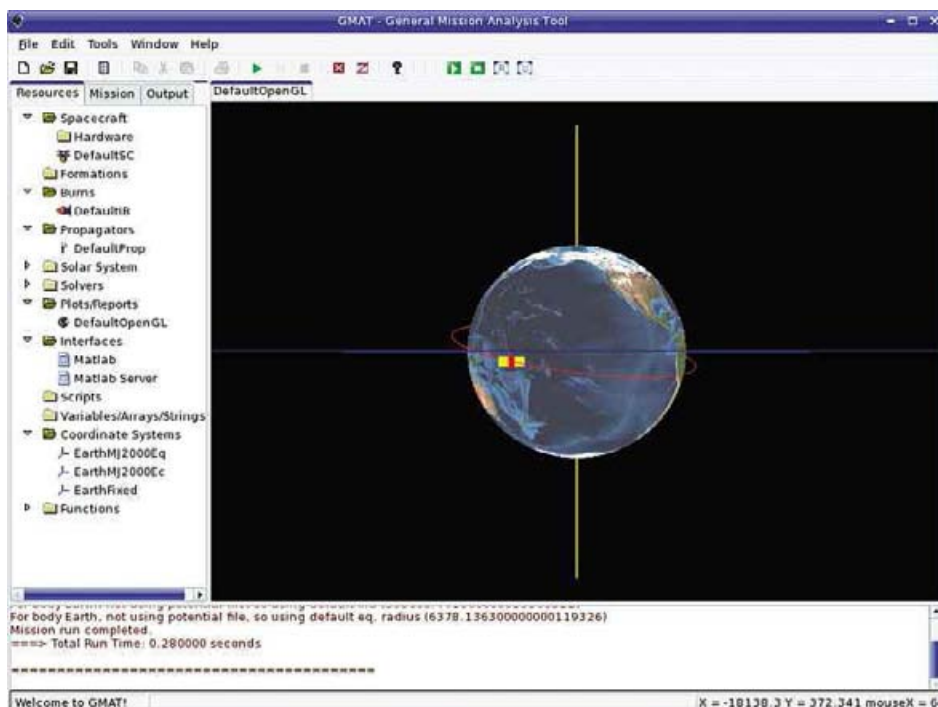 GMAT - General Mission Analysis Tool
File Edit Tools Window Help
Resources Mission Output
DefaultOpenGL
Spacecraft
Hardware
DefaultSC
Formations
Burns
DefaultIB
Propagators
DefaultProp
Solar System
Solvers
Plots/Reports
DefaultOpenGL
Interfaces
Matlab
Matlab Server
Scripts
Variables/Arrays/Strings
Coordinate Systems
EarthMJ2000Eq
EarthMJ2000Ec
EarthFixed
Functions
For body Earth, not using potential file, so using default eq. radius (6378.136300000000119326)
Mission run completed.
===> Total Run Time: 0.280000 seconds
========================================
Welcome to GMAT!
X = -18138.3 Y = 372.341 mouseX = 6